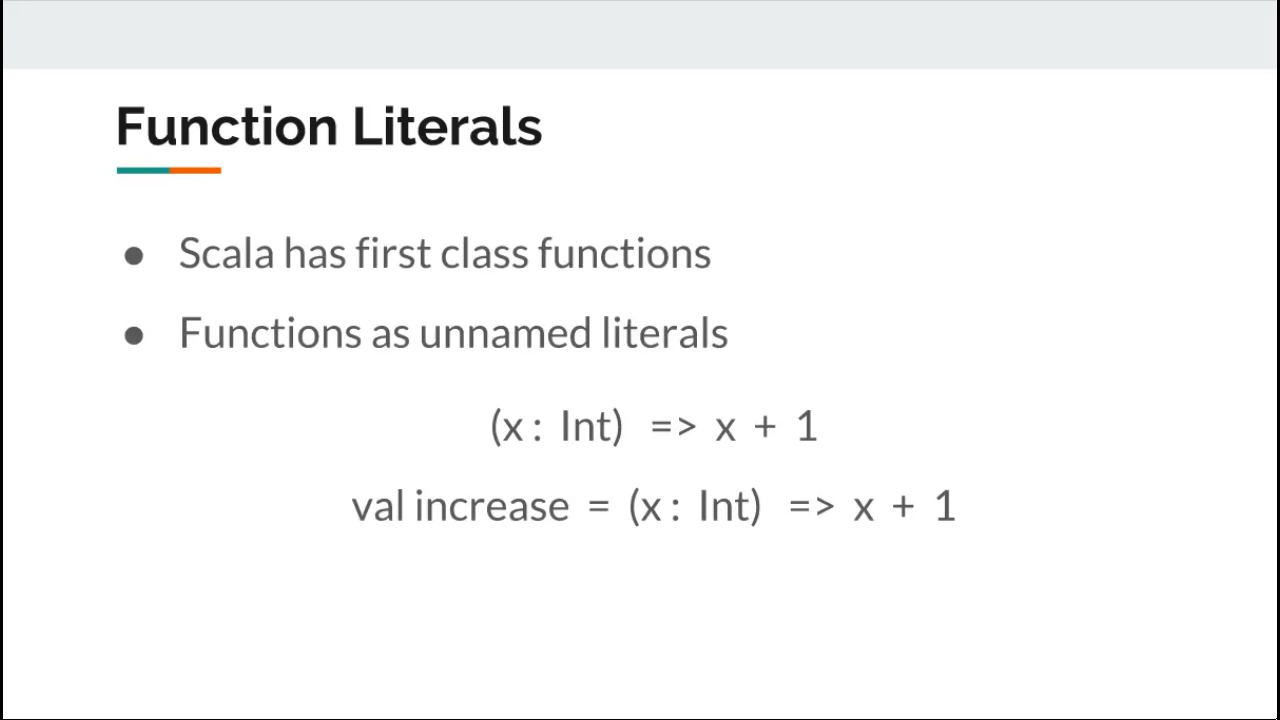 Function Literals
● Scala has first class functions
● Functions as unnamed literals
(x : Int) => x + 1
val increase = (x : Int) => x + 1